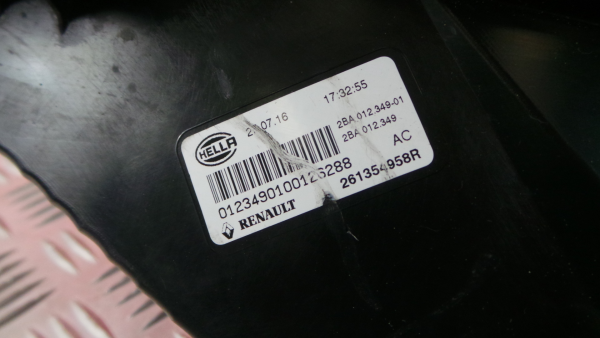 17:32:55
HELLA
2BA 012.349-01
2BA 012.349
AC
261354958R
RENAULT